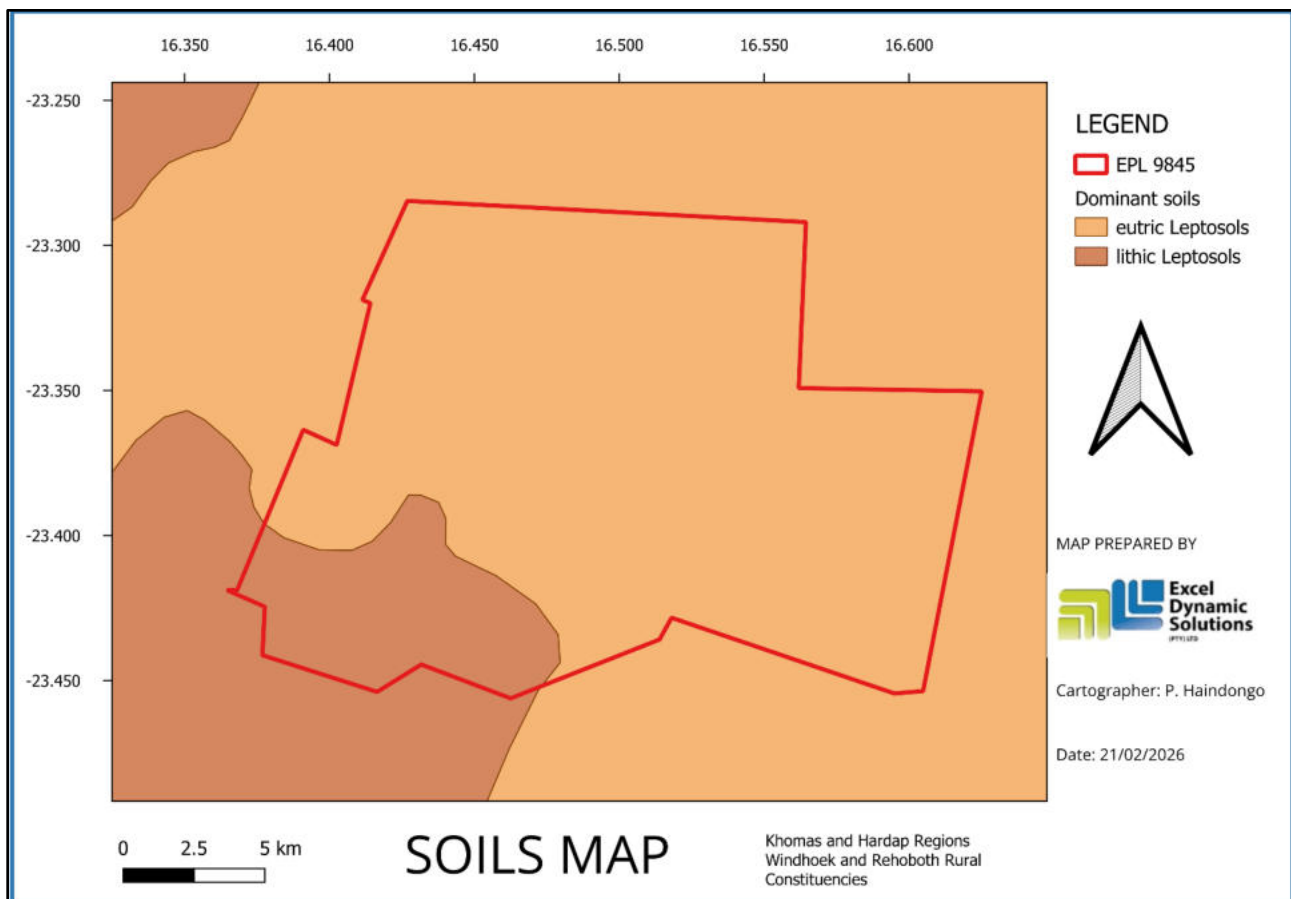 16.350 16.400 16.450 16.500 16.550 16.600
-23.250
-23.300
-23.350
-23.400
-23.450
LEGEND
EPL 9845
Dominant soils
eutric Leptosols
lithic Leptosols
MAP PREPARED BY
Excel
Dynamic
Solutions
(PTY) LTD
Cartographer: P. Haindongo
Date: 21/02/2026
0 2.5 5 km
SOILS MAP
Khomas and Hardap Regions
Windhoek and Rehoboth Rural
Constituencies